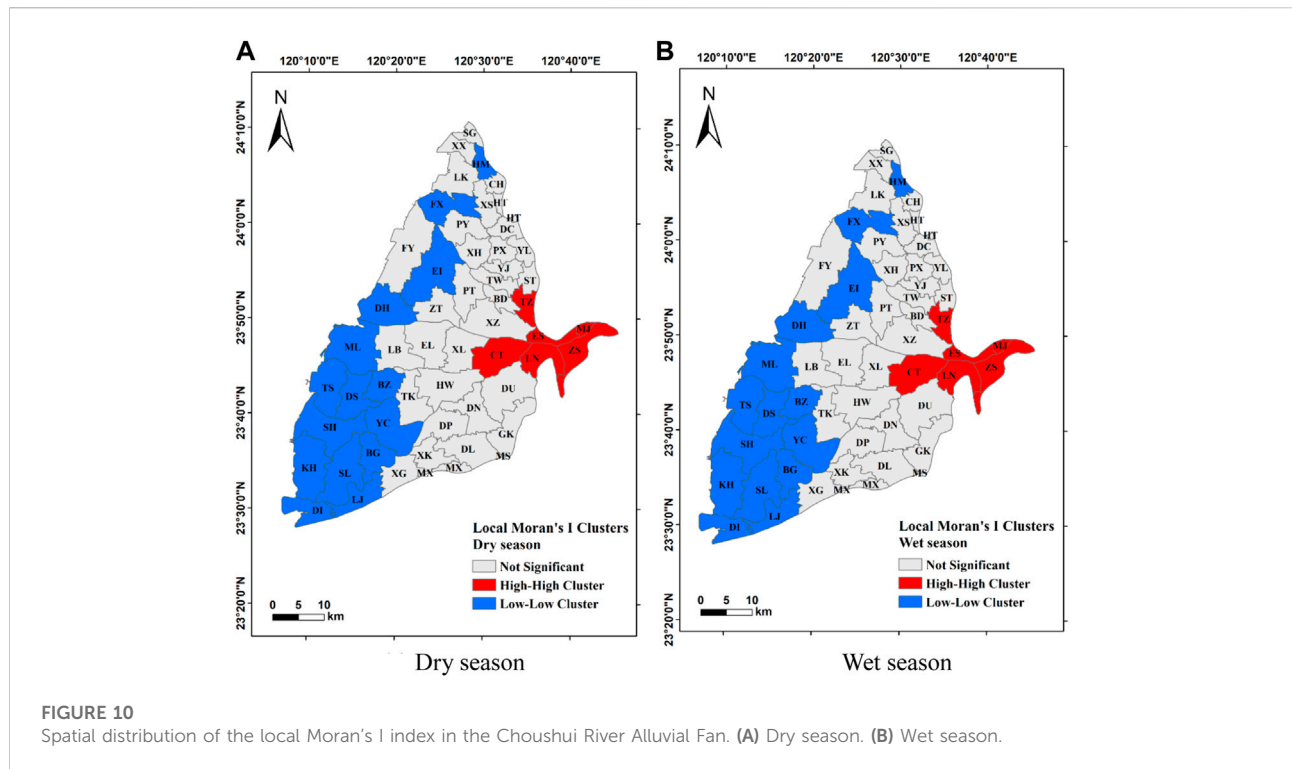 A
120°10'0"E 120°20'0"E 120°30'0"E 120°40'0"E
N
24°10'0"N
24°0'0"N
23°50'0"N
23°40'0"N
23°30'0"N
23°20'0"N
SG
XX
HM
LK
CH
FX
XS
HT
HT
PY
DC
FY
XH
PX
YL
EI
YJ
TW
ST
PT
BD
TZ
DH
ZT
XZ
ES
MJ
ML
LB
EL
XL
CT
LN
ZS
TS
DS
BZ
HW
DU
TK
SH
YC
DN
DP
GK
BG
XK
DL
MS
KH
SL
XG
MX
MX
LJ
DI
Local Moran's I Clusters
Dry season
Not Significant
High-High Cluster
Low-Low Cluster
0 5 10
km
Dry season
B
120°10'0"E 120°20'0"E 120°30'0"E 120°40'0"E
N
24°10'0"N
24°0'0"N
23°50'0"N
23°40'0"N
23°30'0"N
23°20'0"N
SG
XX
HM
LK
CH
FX
XS
HT
HT
PY
DC
FY
XH
PX
YL
EI
YJ
TW
ST
PT
BD
TZ
DH
ZT
XZ
ES
MJ
ML
LB
EL
XL
CT
LN
ZS
TS
DS
BZ
HW
DU
TK
SH
YC
DN
DP
GK
BG
XK
DL
MS
KH
SL
XG
MX
MX
LJ
DI
Local Moran's I Clusters
Wet season
Not Significant
High-High Cluster
Low-Low Cluster
0 5 10
km
Wet season
FIGURE 10
Spatial distribution of the local Moran's I index in the Choushui River Alluvial Fan. (A) Dry season. (B) Wet season.